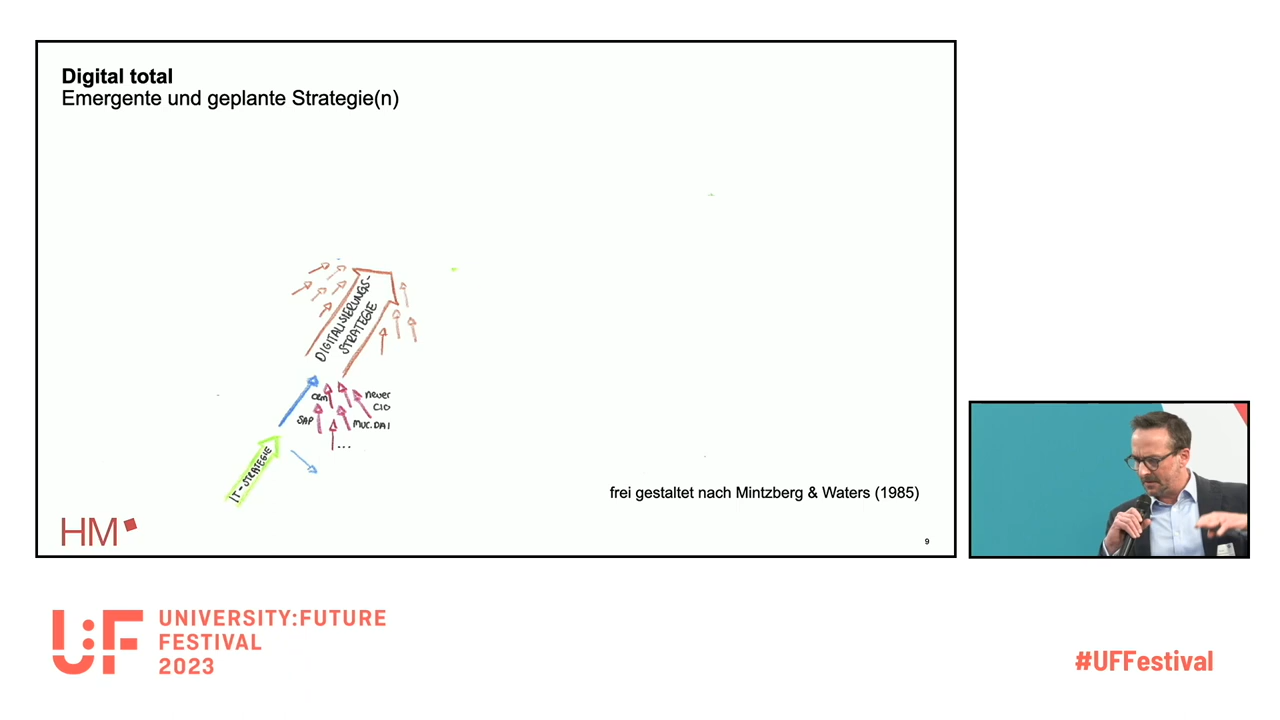 Digital total
Emergente und geplante Strategie(n)
DIGITALISIERUNGS-
STRATEGIE
neuer
CIO
SAP
MUC.DAI
...
IT-STRATEGIE
frei gestaltet nach Mintzberg & Waters (1985)
HM
9
U:F
UNIVERSITY:FUTURE
FESTIVAL
2023
#UFFestival